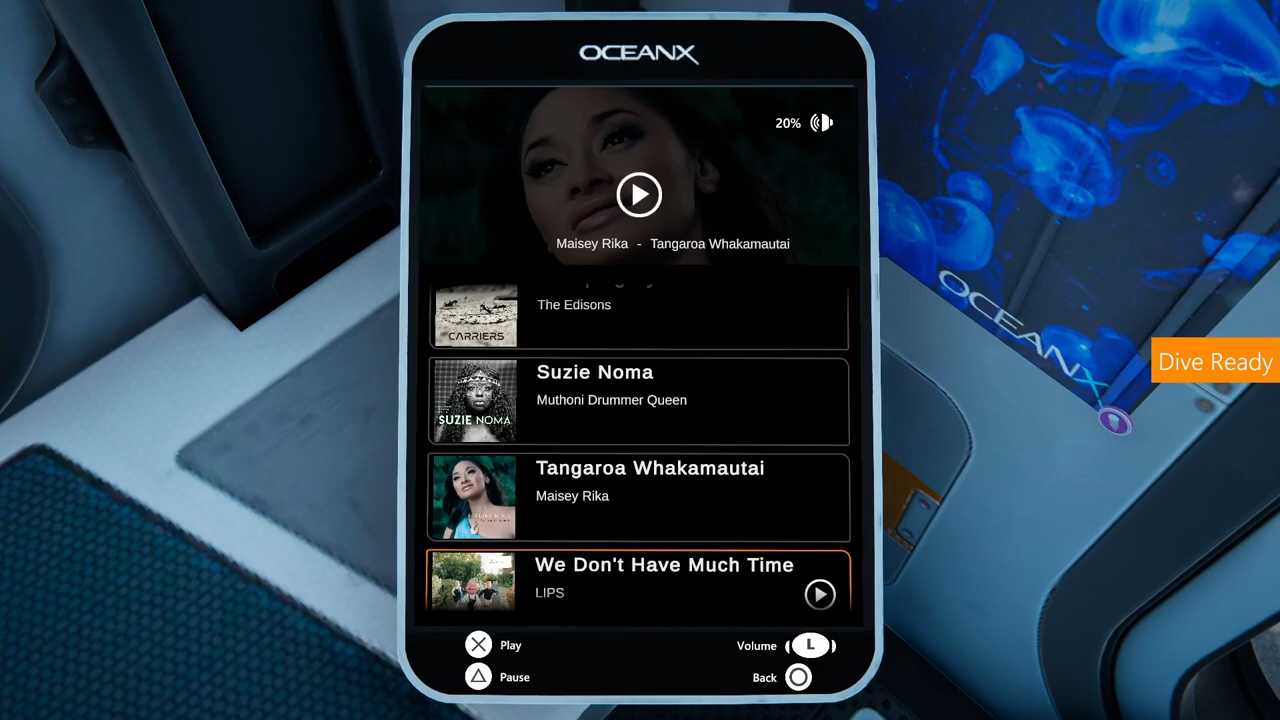 OCEANX
20%
Maisey Rika - Tangaroa Whakamautai
The Edisons
CARRIERS
Suzie Noma
Muthoni Drummer Queen
SUZIE NOMA
Tangaroa Whakamautai
Maisey Rika
We Don't Have Much Time
LIPS
Play
Volume
L
Pause
Back
OCEANX
Dive Ready